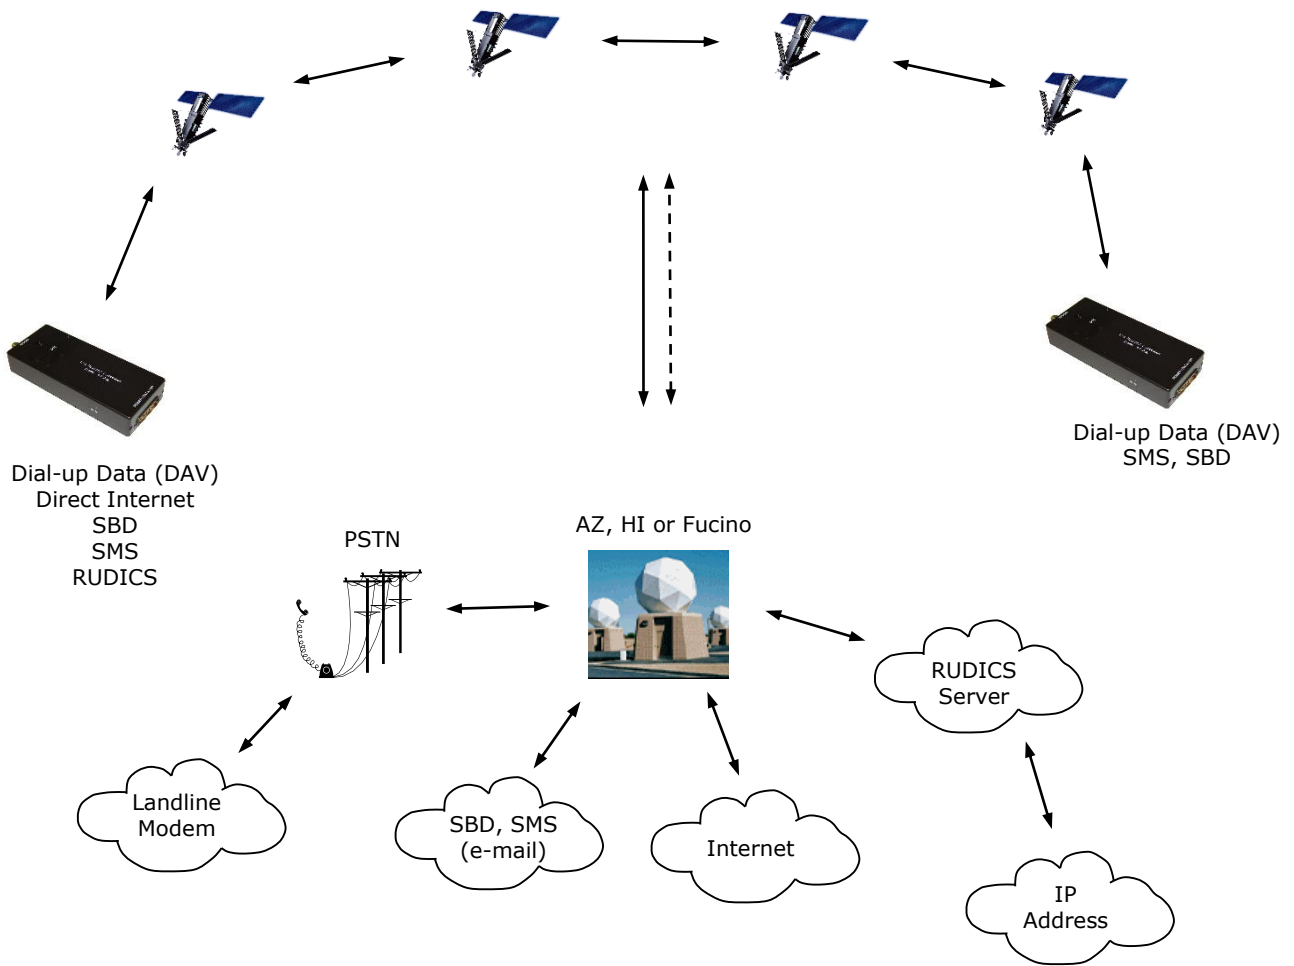 Dial-up Data (DAV)
SMS, SBD
Dial-up Data (DAV)
Direct Internet
SBD
SMS
RUDICS
PSTN
AZ, HI or Fucino
RUDICS
Server
Landline
Modem
SBD, SMS
(e-mail)
Internet
IP
Address